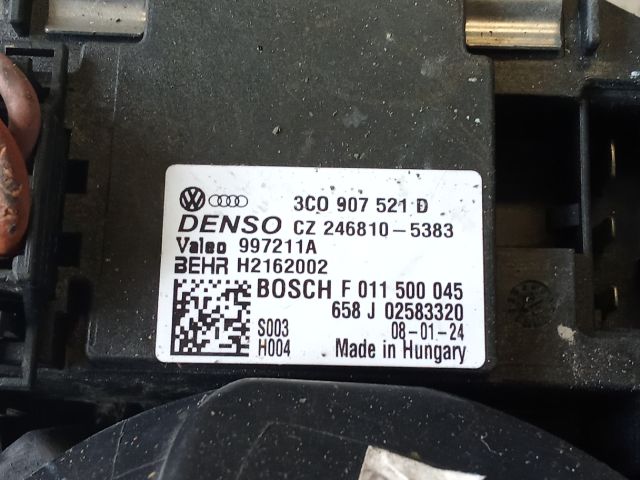 3C0 907 521 D
DENSO CZ 246810-5383
Valeo 997211A
BEHR H2162002
BOSCH F 011 500 045
658 J 02583320
S003 08-01-24
H004 Made in Hungary